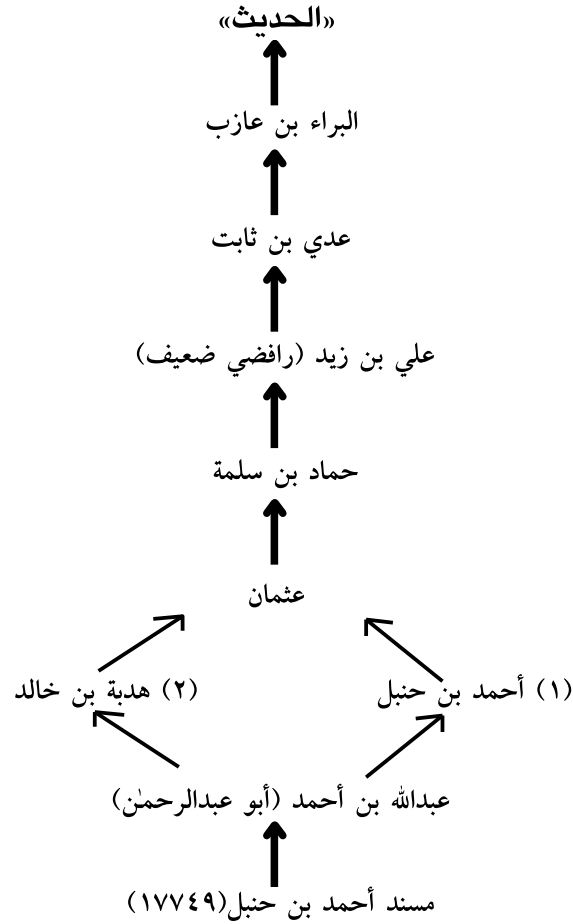 «الحديث»
البراء بن عازب
عدي بن ثابت
علي بن زيد (رافضي ضعيف)
حماد بن سلمة
عثمان
(١) أحمد بن حنبل
(٢) هدبة بن خالد
عبدالله بن أحمد (أبو عبدالرحمـٰن)
مسند أحمد بن حنبل(١٧٧٤٩)